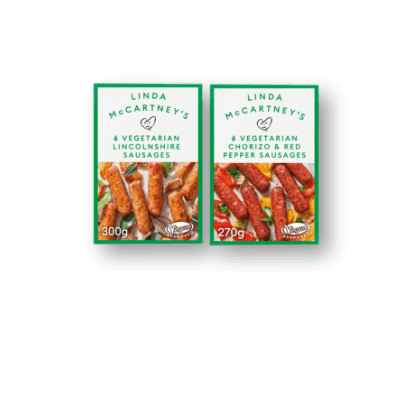 LINDA
McCARTNEY'S
6 VEGETARIAN
LINCOLNSHIRE
SAUSAGES
300g
LINDA
McCARTNEY'S
6 VEGETARIAN
CHORIZO & RED
PEPPER SAUSAGES
270g